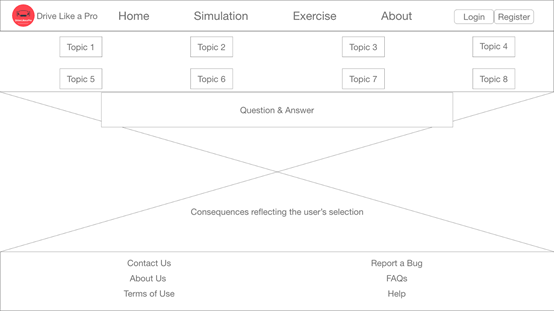 Drive Like a Pro Home Simulation Exercise About Login Register
Topic 1 Topic 2 Topic 3 Topic 4
Topic 5 Topic 6 Topic 7 Topic 8
Question & Answer
Consequences reflecting the user's selection
Contact Us Report a Bug
About Us FAQs
Terms of Use Help